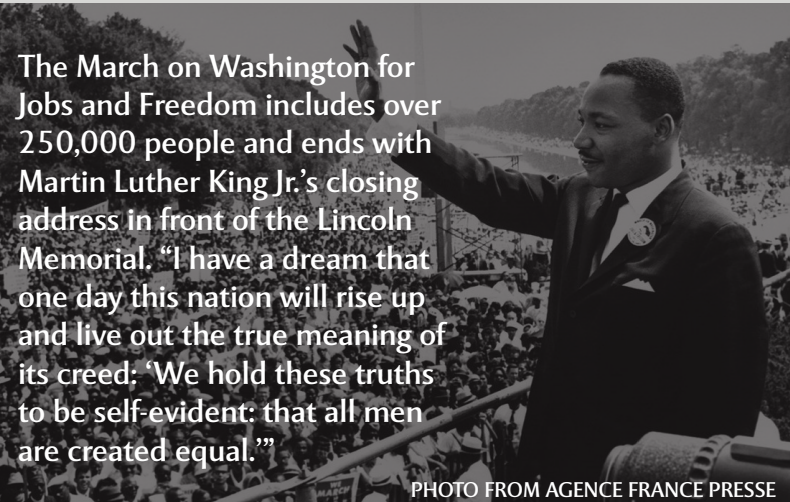 The March on Washington for
Jobs and Freedom includes over
250,000 people and ends with
Martin Luther King Jr.’s closing
address in front of the Lincoln
Memorial. “I have a dream that
one day this nation will rise up
and live out the true meaning of
its creed: ‘We hold these truths
to be self-evident: that all men
are created equal.’”
WE
MARCH
PHOTO FROM AGENCE FRANCE PRESSE